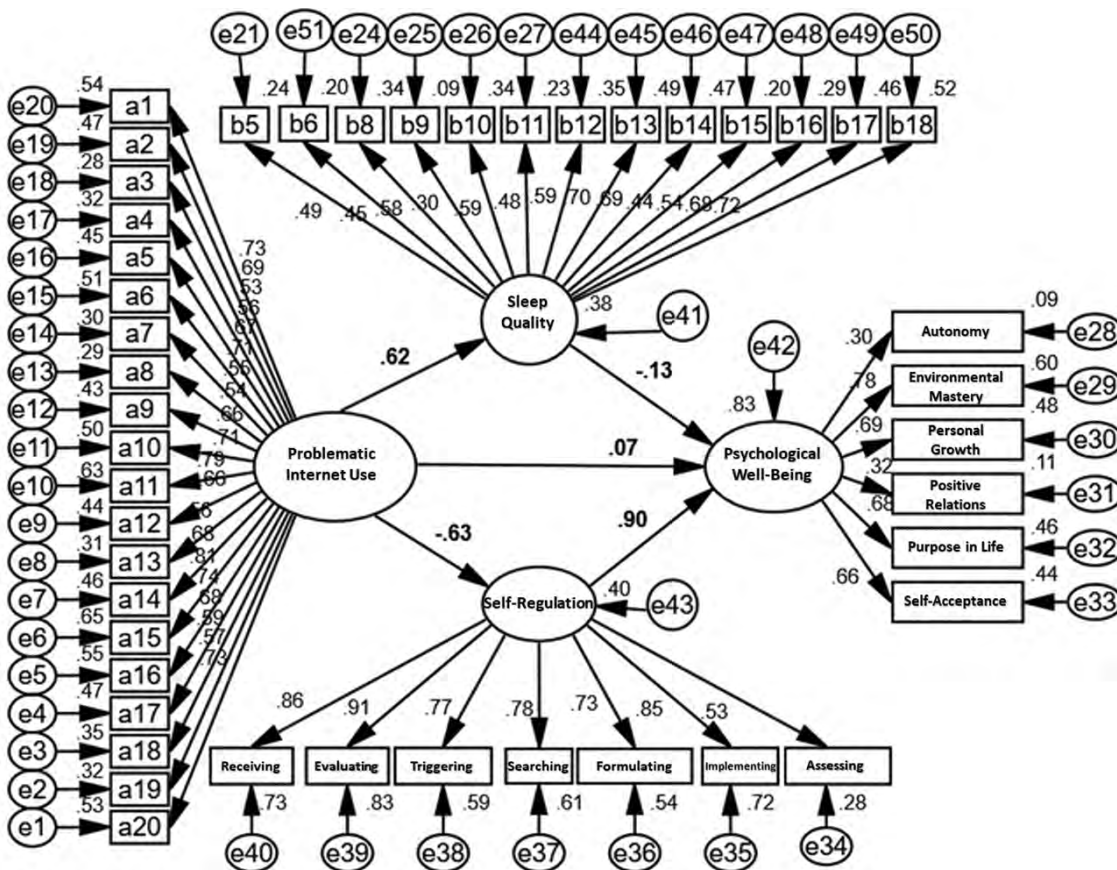 e21 e51 e24 e25 e26 e27 e44 e45 e46 e47 e48 e49 e50
.24 .20 .34 .09 .34 .23 .35 .49 .47 .20 .29 .46 .52
b5 b6 b8 b9 b10 b11 b12 b13 b14 b15 b16 b17 b18
.49 .45 .58 .30 .59 .48 .59 .70 .69 .44 .54 .68 .72
e20 .54 a1
e19 .47 a2
e18 .28 a3
e17 .32 a4
e16 .45 a5
e15 .51 a6
e14 .30 a7
e13 .29 a8
e12 .43 a9
e11 .50 a10
e10 .63 a11
e9 .44 a12
e8 .31 a13
e7 .46 a14
e6 .65 a15
e5 .55 a16
e4 .47 a17
e3 .35 a18
e2 .32 a19
e1 .53 a20
.73
.69
.53
.56
.67
.71
.55
.54
.66
.71
.79
.66
.56
.68
.81
.74
.68
.59
.57
.73
Sleep
Quality
.38
e41
.62
-.13
e42
.83
Problematic
Internet Use
.07
Psychological
Well-Being
-.63
.90
Self-Regulation
.40
e43
.30
.78
.69
.32
.68
.66
Autonomy
.09
e28
Environmental
Mastery
.60
e29
Personal
Growth
.48
e30
Positive
Relations
.11
e31
Purpose in Life
.46
e32
Self-Acceptance
.44
e33
.86 .91 .77 .78 .73 .85 .53
Receiving Evaluating Triggering Searching Formulating Implementing Assessing
.73 .83 .59 .61 .54 .72 .28
e40 e39 e38 e37 e36 e35 e34